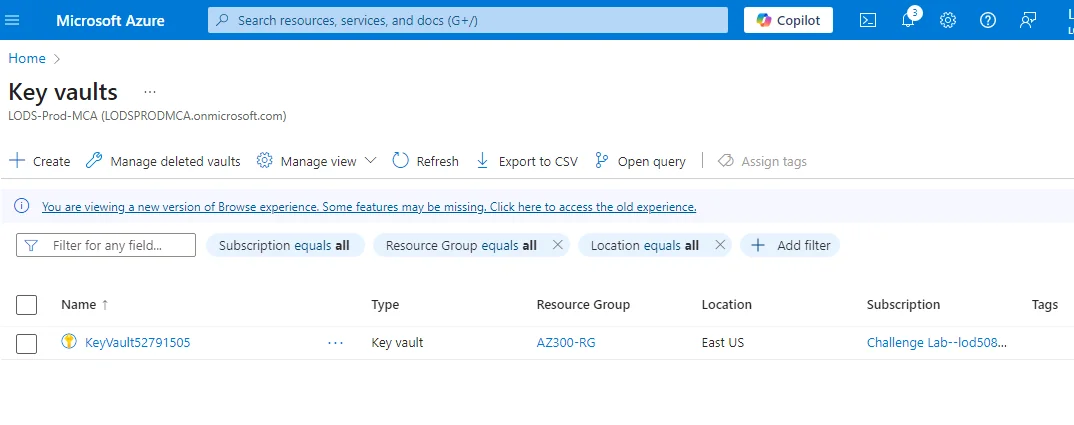 Microsoft Azure
Search resources, services, and docs (G+/)
Copilot
3
Home
Key vaults
LODS-Prod-MCA (LODSPRODMCA.onmicrosoft.com)
Create Manage deleted vaults Manage view Refresh Export to CSV Open query Assign tags
You are viewing a new version of Browse experience. Some features may be missing. Click here to access the old experience.
Filter for any field... Subscription equals all Resource Group equals all Location equals all Add filter
Name ↑ Type Resource Group Location Subscription Tags
KeyVault52791505 ... Key vault AZ300-RG East US Challenge Lab--lod508...